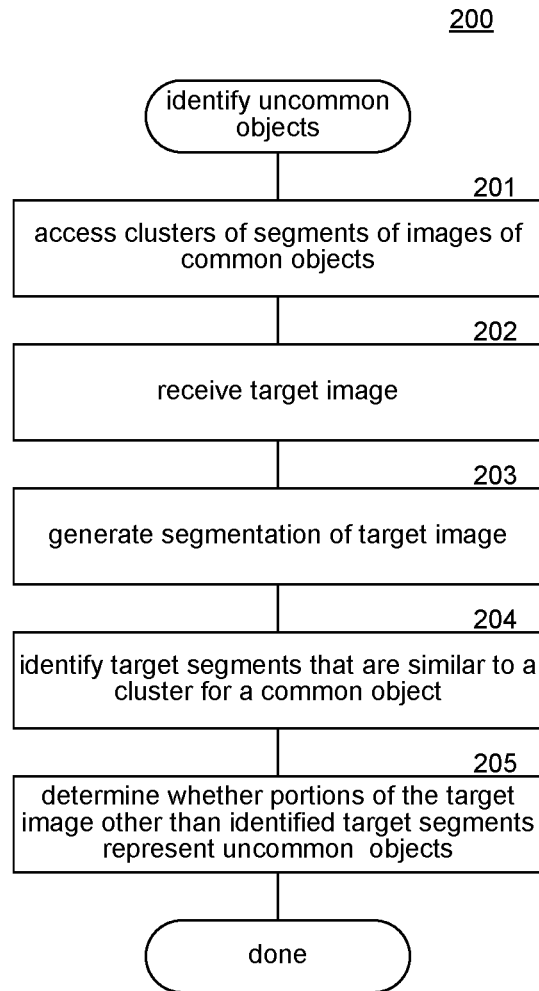 200
identify uncommon
objects
201
access clusters of segments of images of
common objects
202
receive target image
203
generate segmentation of target image
204
identify target segments that are similar to a
cluster for a common object
205
determine whether portions of the target
image other than identified target segments
represent uncommon objects
done